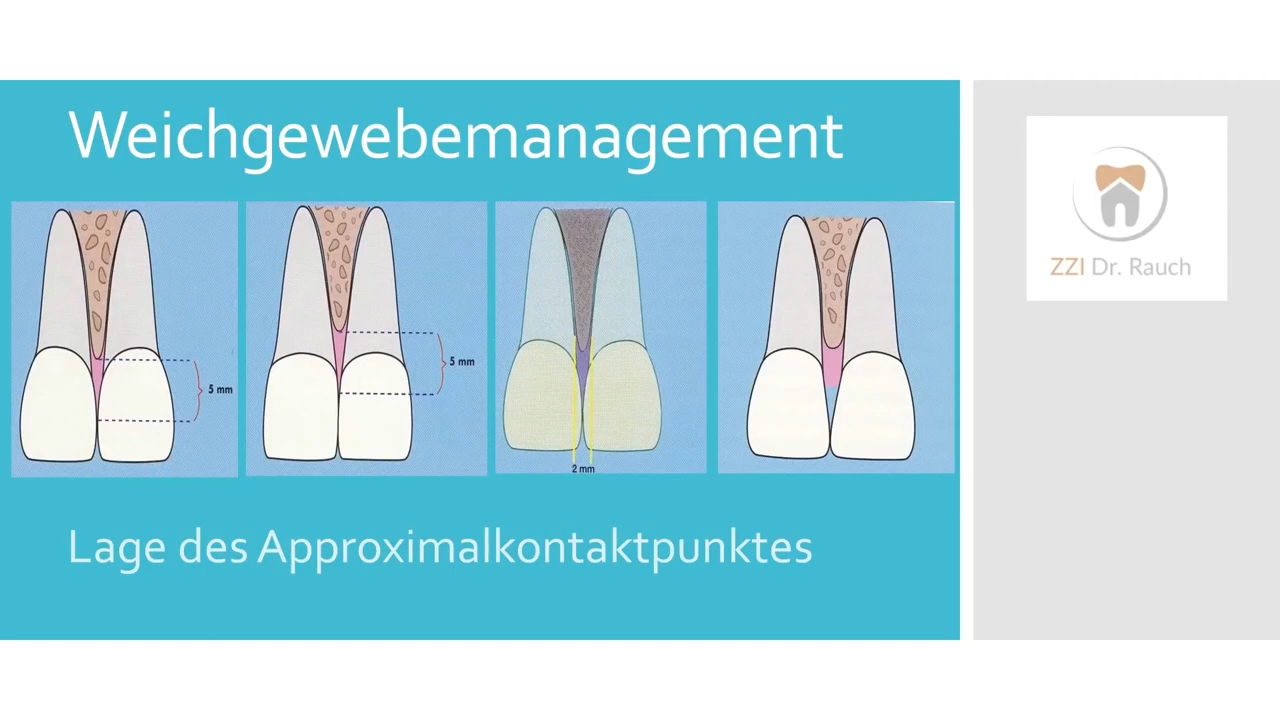 Weichgewebemanagement
5 mm
5 mm
2 mm
Lage des Approximalkontaktpunktes
ZZI Dr. Rauch